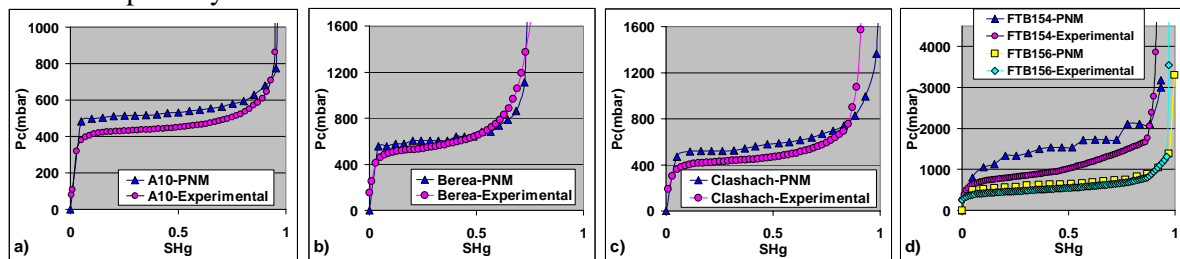 1000
800
600
400
200
0
Pc(mbar)
A10-PNM
A10-Experimental
0
0.5
1
SHg
a)
1600
1200
800
400
0
Pc(mbar)
Berea-PNM
Berea-Experimental
0
0.5
1
SHg
b)
1600
1200
800
400
0
Pc(mbar)
Clashach-PNM
Clashach-Experimental
0
0.5
1
SHg
c)
FTB154-PNM
FTB154-Experimental
FTB156-PNM
FTB156-Experimental
4000
3000
2000
1000
0
Pc(mbar)
0
0.5
1
SHg
d)